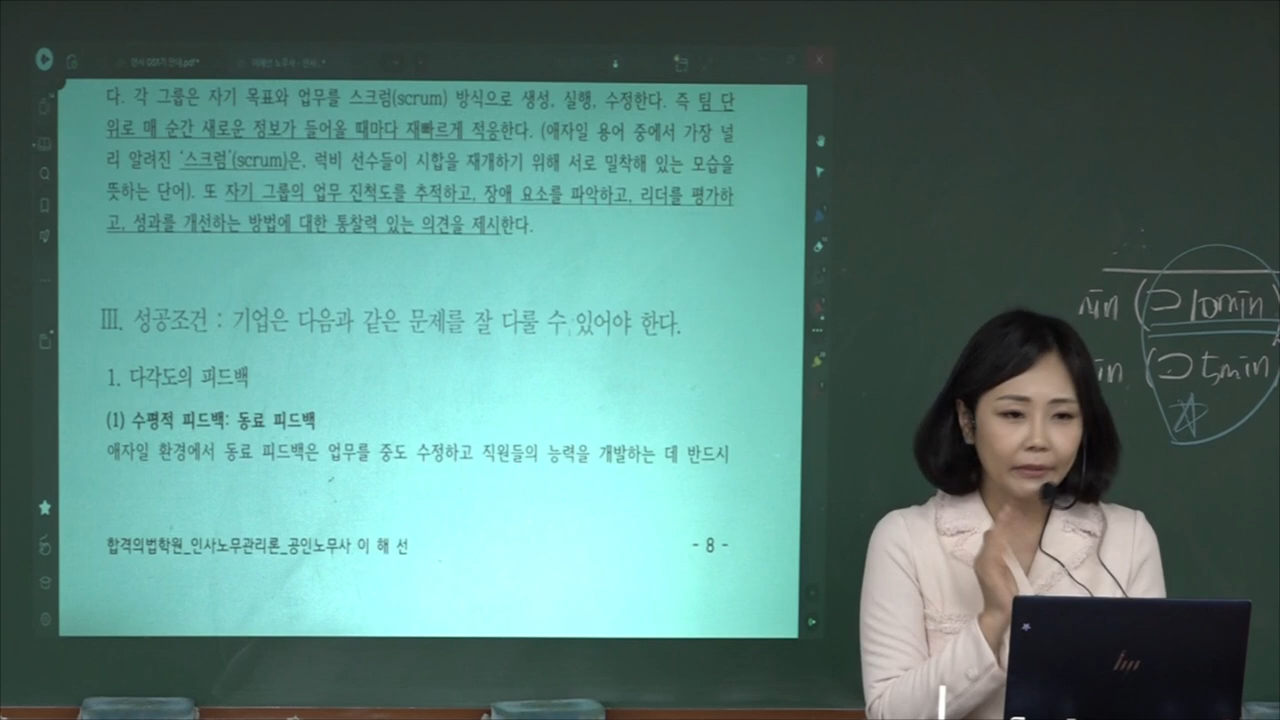 다. 각 그룹은 자기 목표와 업무를 스크럼(scrum) 방식으로 생성, 실행, 수정한다. 즉 팀 단
위로 매 순간 새로운 정보가 들어올 때마다 재빠르게 적응한다. (애자일 용어 중에서 가장 널
리 알려진 '스크럼'(scrum)은, 럭비 선수들이 시합을 재개하기 위해 서로 밀착해 있는 모습을
뜻하는 단어). 또 자기 그룹의 업무 진척도를 추적하고, 장애 요소를 파악하고, 리더를 평가하
고, 성과를 개선하는 방법에 대한 통찰력 있는 의견을 제시한다.
Ⅲ. 성공조건 : 기업은 다음과 같은 문제를 잘 다룰 수 있어야 한다.
1. 다각도의 피드백
(1) 수평적 피드백: 동료 피드백
애자일 환경에서 동료 피드백은 업무를 중도 수정하고 직원들의 능력을 개발하는 데 반드시
합격의법학원_인사노무관리론_공인노무사 이 해 선
- 8 -
10min)
5min
hp